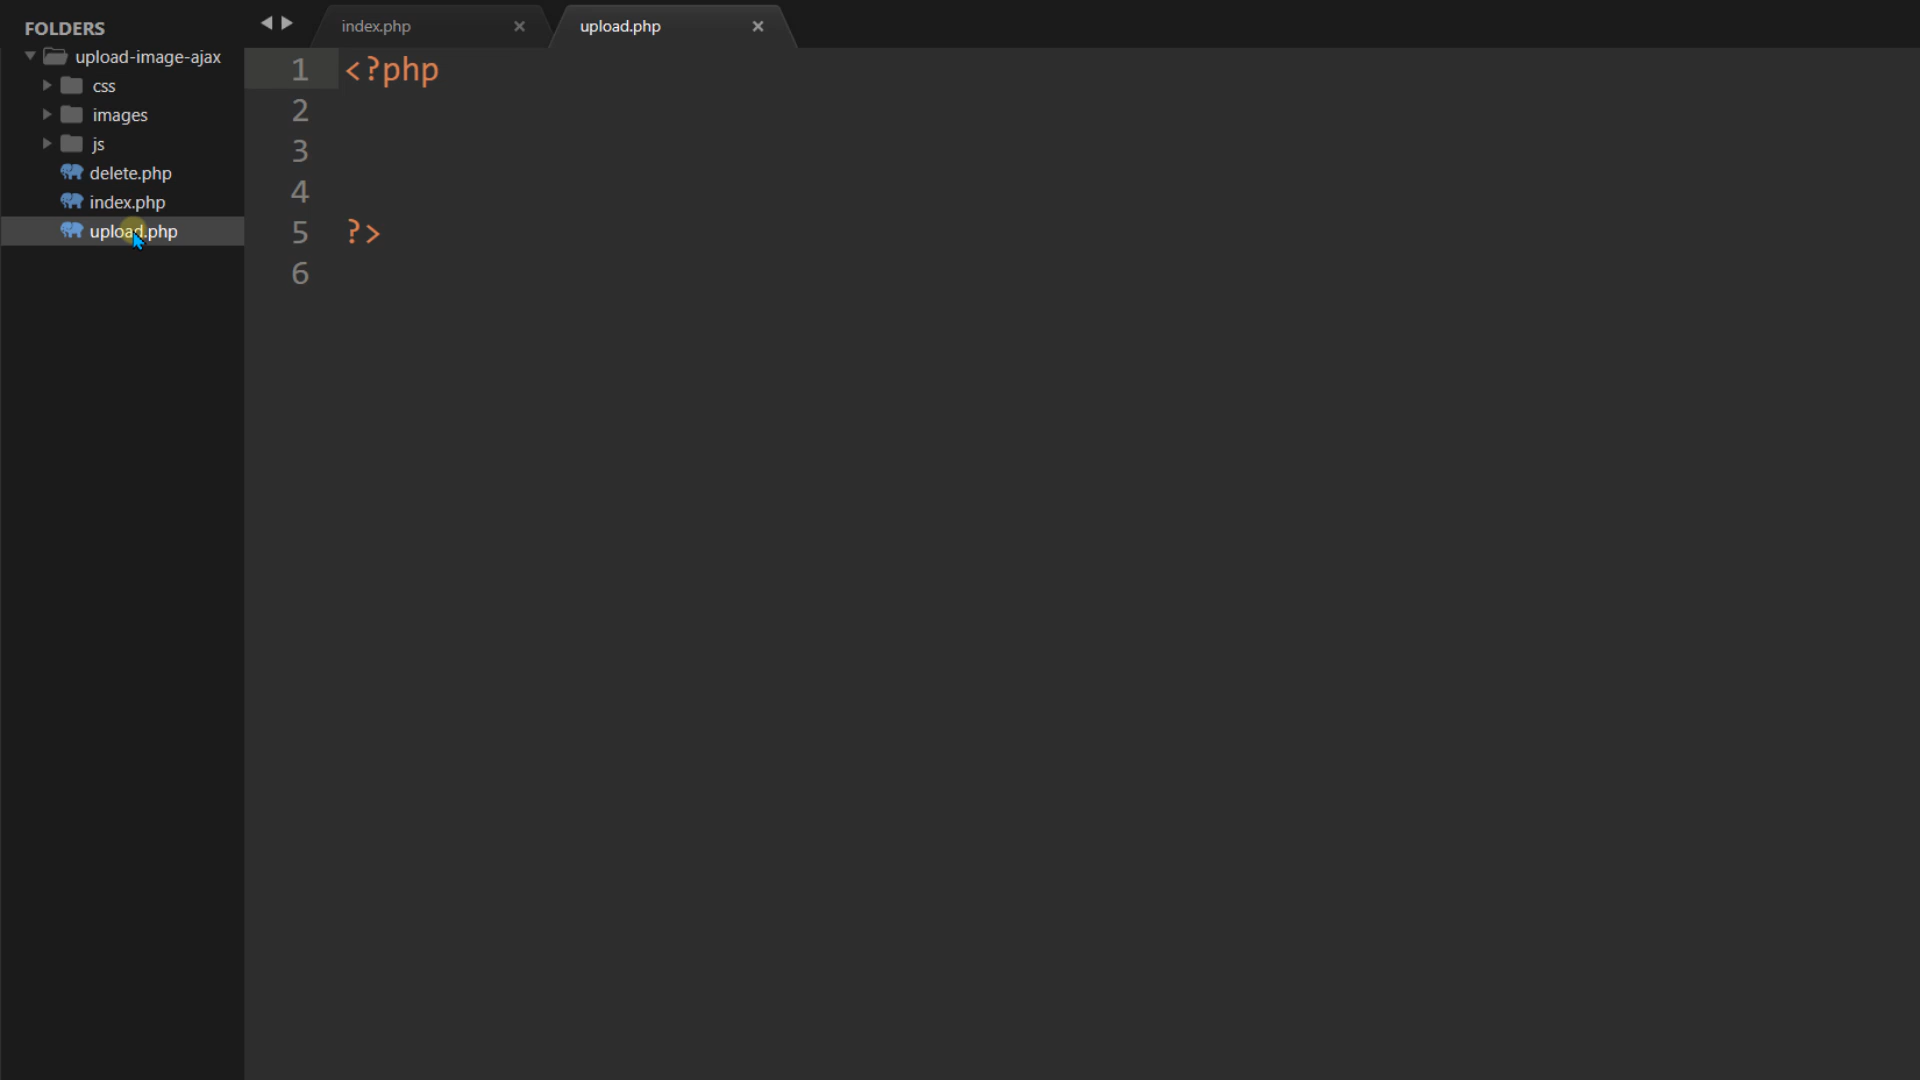 FOLDERS
upload-image-ajax
css
images
js
delete.php
index.php
upload.php
index.php × upload.php ×
1 <?php
2
3
4
5 ?>
6